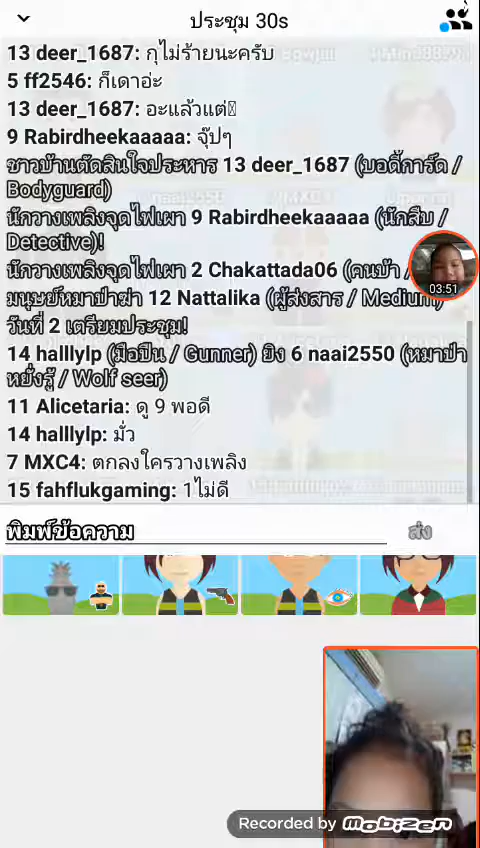 ประชุม 30s
13 deer_1687: กุไม่ร้ายนะครับ
5 ff2546: ก็เดาอ่ะ
13 deer_1687: อะแล้วแต่
9 Rabirdheekaaaaa: จุ๊ปๆ
ชาวบ้านตัดสินใจประหาร 13 deer_1687 (บอดี้การ์ด /
Bodyguard)
นักวางเพลิงจุดไฟเผา 9 Rabirdheekaaaaa (นักสืบ /
Detective)!
นักวางเพลิงจุดไฟเผา 2 Chakattada06 (คนบ้า /
มนุษย์หมาป่าฆ่า 12 Nattalika (ผู้ส่งสาร / Medium)
03:51
วันที่ 2 เตรียมประชุม!
14 halllylp (มือปืน / Gunner) ยิง 6 naai2550 (หมาป่า
หยั่งรู้ / Wolf seer)
11 Alicetaria: ดู 9 พอดี
14 halllylp: มั่ว
7 MXC4: ตกลงใครวางเพลิง
15 fahflukgaming: 1ไม่ดี
พิมพ์ข้อความ ส่ง
Recorded by MOBIZEN